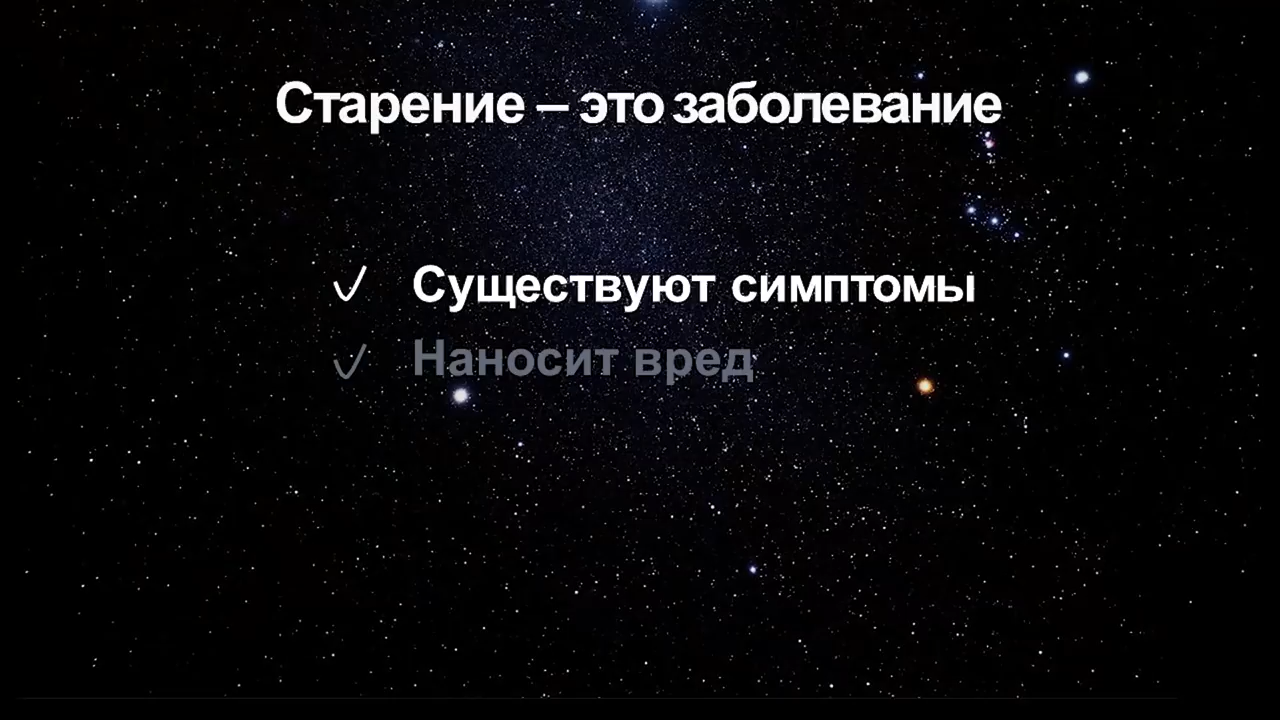 Старение – это заболевание
✓ Существуют симптомы
✓ Наносит вред